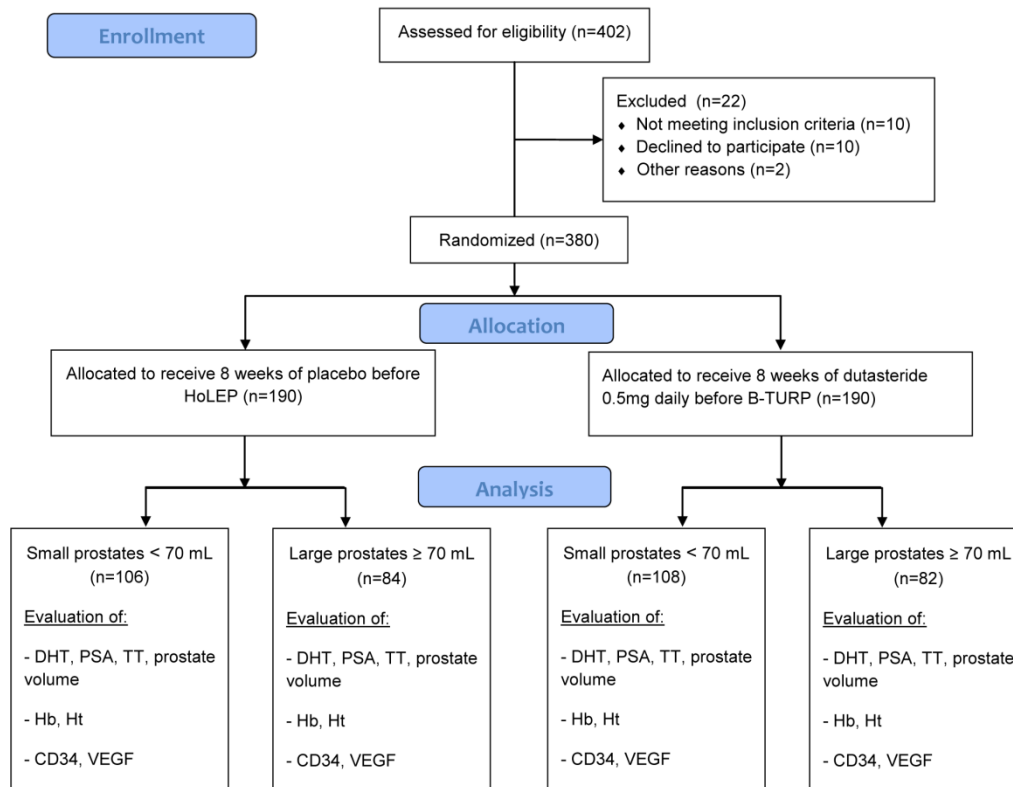 Enrollment
Assessed for eligibility (n=402)
Excluded (n=22)
♦ Not meeting inclusion criteria (n=10)
♦ Declined to participate (n=10)
♦ Other reasons (n=2)
Randomized (n=380)
Allocation
Allocated to receive 8 weeks of placebo before
HoLEP (n=190)
Allocated to receive 8 weeks of dutasteride
0.5mg daily before B-TURP (n=190)
Analysis
Small prostates < 70 mL
(n=106)
Evaluation of:
- DHT, PSA, TT, prostate
volume
- Hb, Ht
- CD34, VEGF
Large prostates ≥ 70 mL
(n=84)
Evaluation of:
- DHT, PSA, TT, prostate
volume
- Hb, Ht
- CD34, VEGF
Small prostates < 70 mL
(n=108)
Evaluation of:
- DHT, PSA, TT, prostate
volume
- Hb, Ht
- CD34, VEGF
Large prostates ≥ 70 mL
(n=82)
Evaluation of:
- DHT, PSA, TT, prostate
volume
- Hb, Ht
- CD34, VEGF